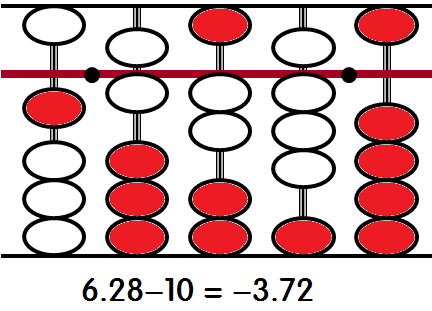 6.28–10 = –3.72